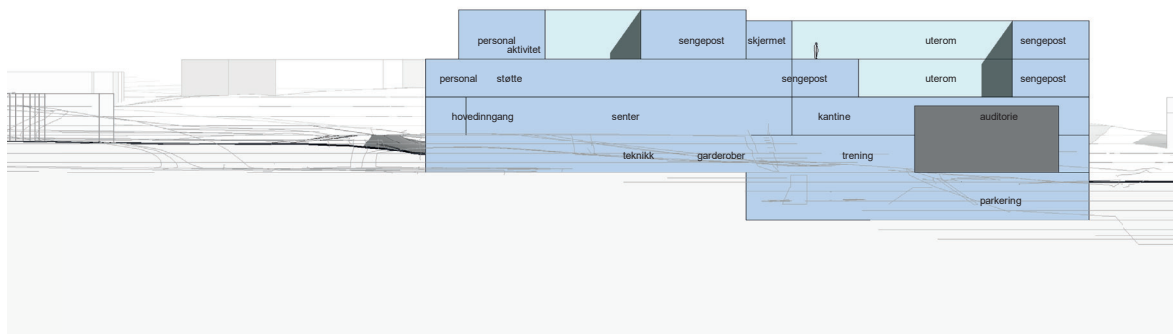 personal
aktivitet
sengepost
skjermet
uterom
sengepost
personal
støtte
sengepost
uterom
sengepost
hovedinngang
senter
kantine
auditorie
teknikk
garderober
trening
parkering